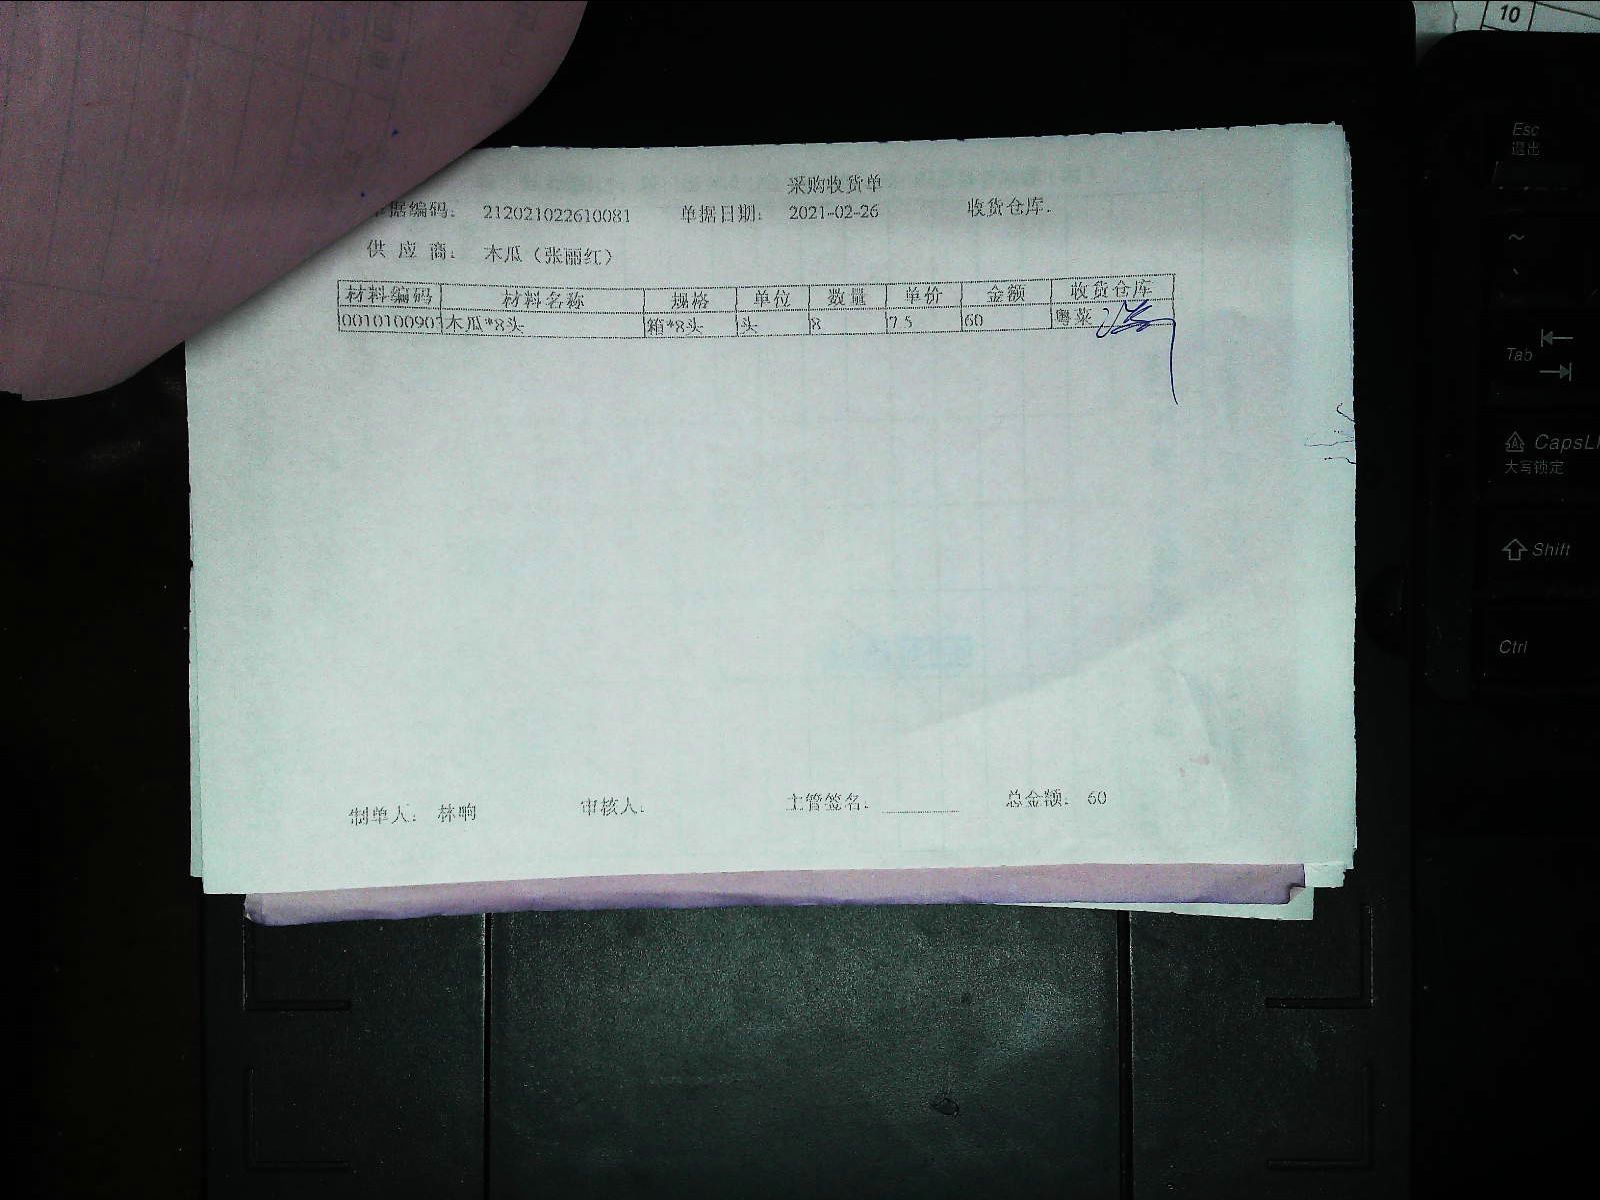 采购收货单
单据编码： 212021022610081 单据日期： 2021-02-26 收货仓库：
供 应 商： 木瓜（张丽红）
材料编码 材料名称 规格 单位 数量 单价 金额 收货仓库
0010100907 木瓜*8头 箱*8头 头 8 7.5 60 粤菜
制单人： 林晌 审核人： 主管签名： 总金额： 60
10
Esc
退出
~
Tab
CapsL
大写锁定
Shift
Ctrl